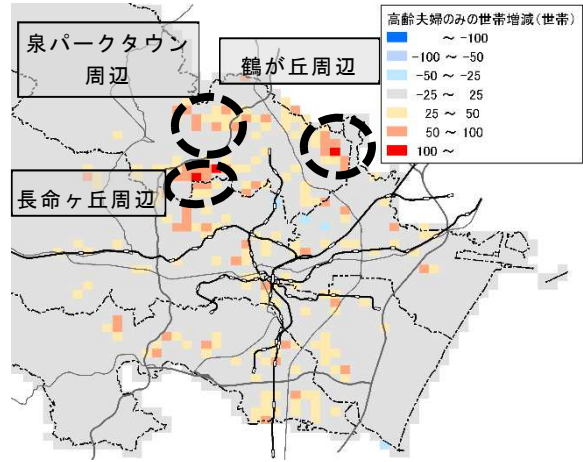 泉パークタウン
周辺
鶴が丘周辺
長命ヶ丘周辺
高齢夫婦のみの世帯増減(世帯)
～ -100
-100 ～ -50
-50 ～ -25
-25 ～ 25
25 ～ 50
50 ～ 100
100 ～